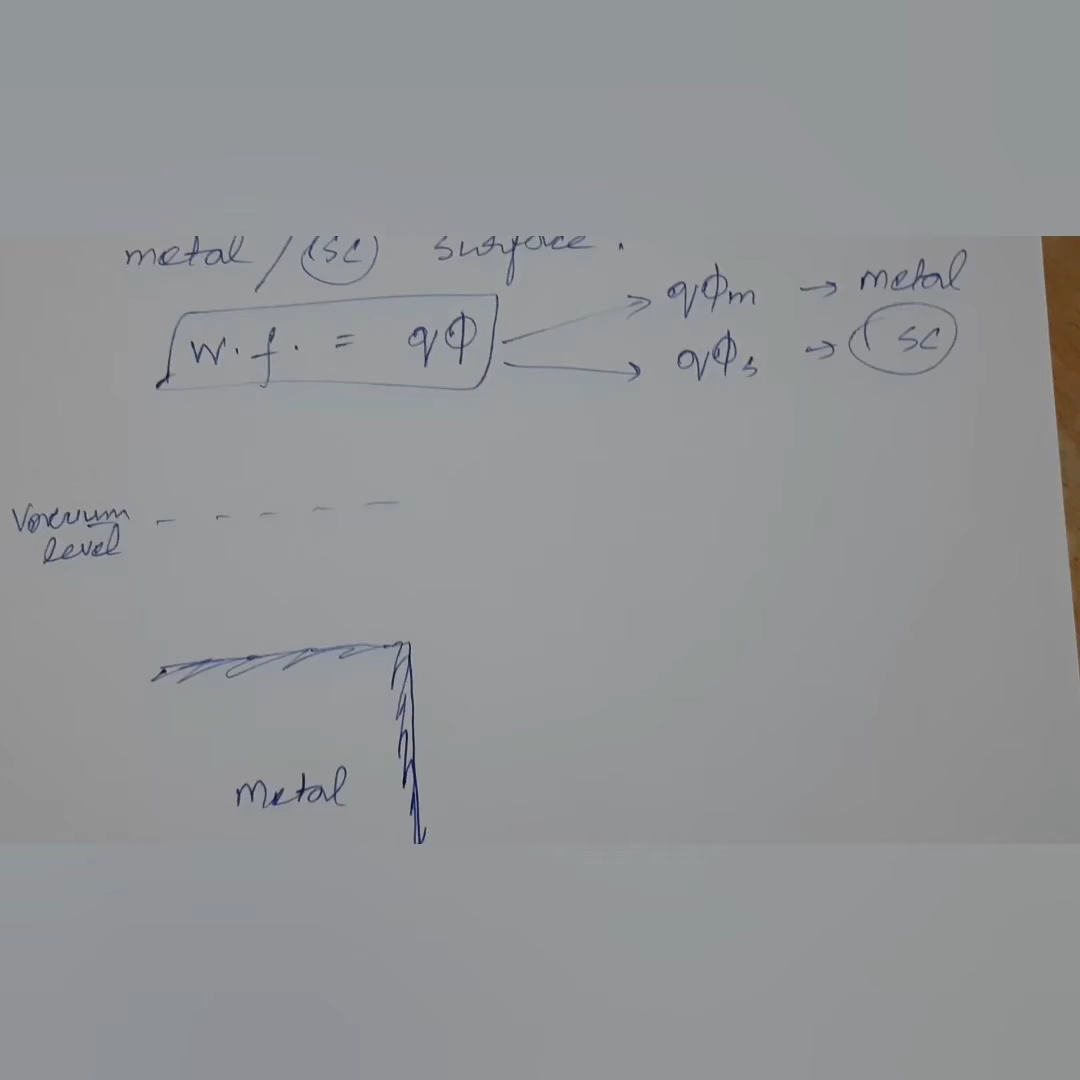 metal / (SC) surface.
w.f. = qΦ
qΦm → metal
qΦs → SC
Vacuum
level
Metal